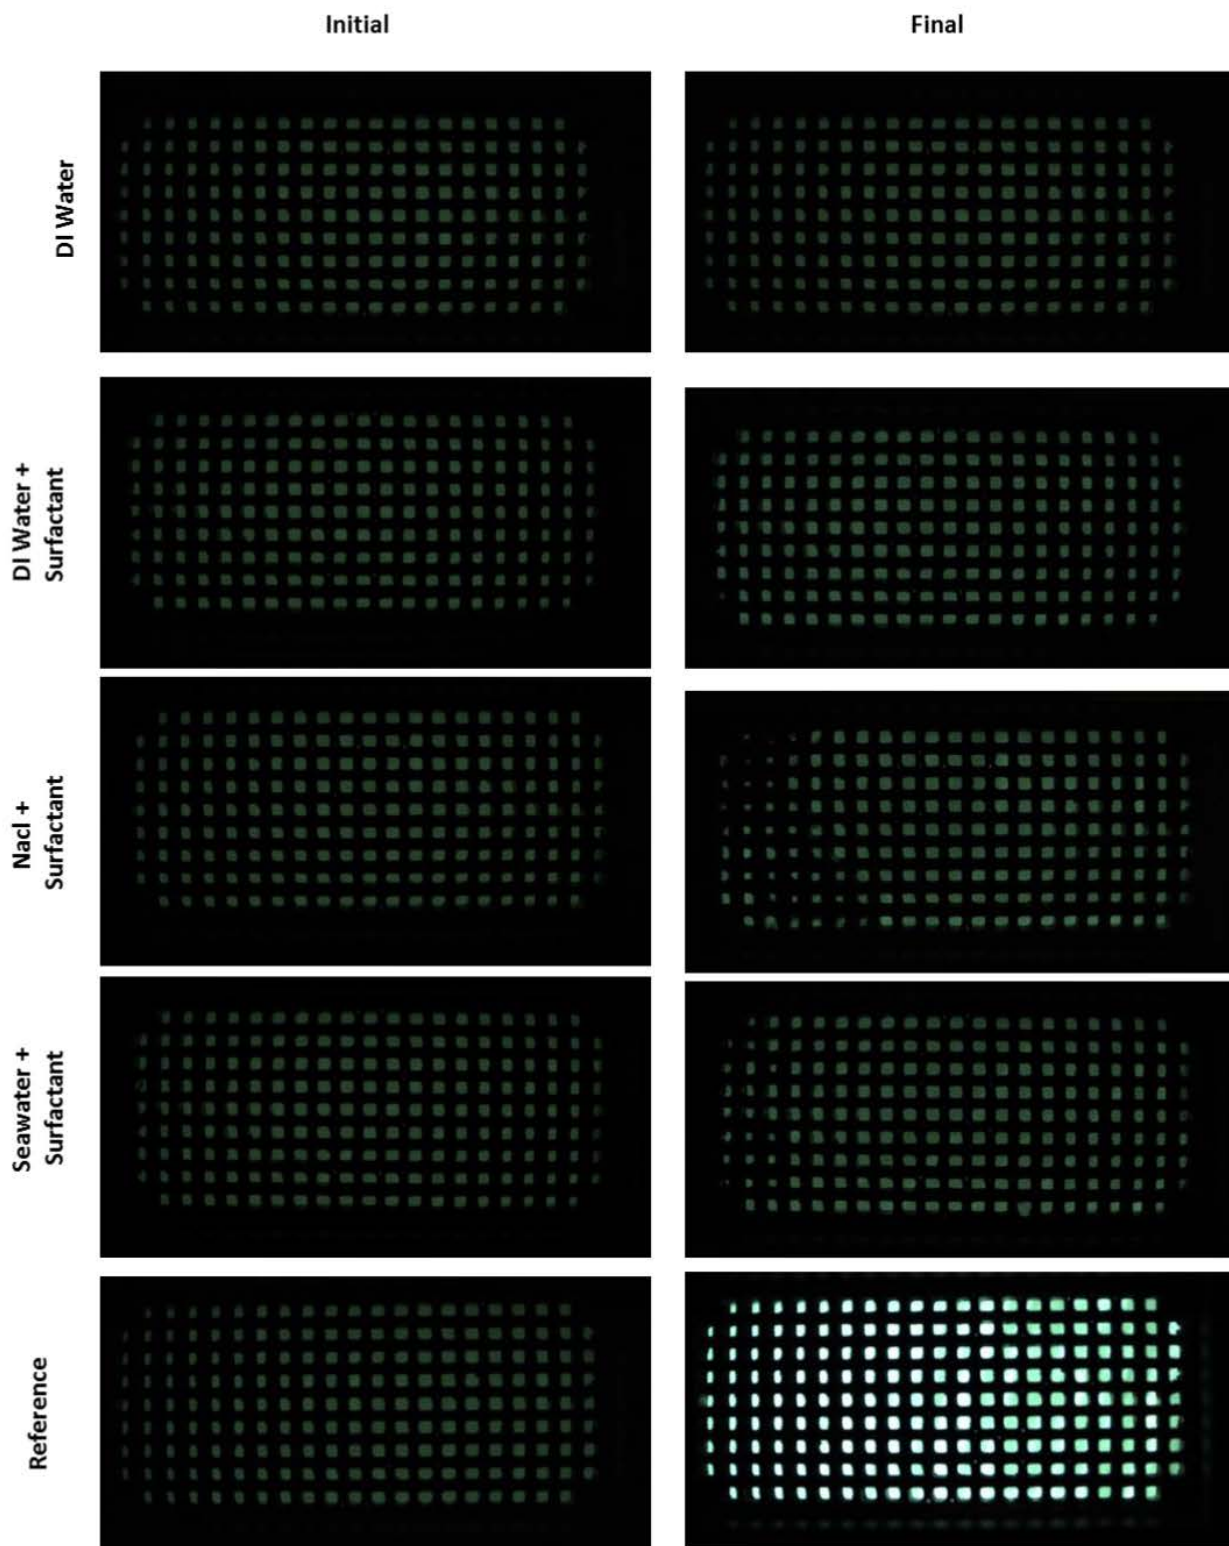 Initial
Final
DI Water
DI Water +
Surfactant
Nacl +
Surfactant
Seawater +
Surfactant
Reference